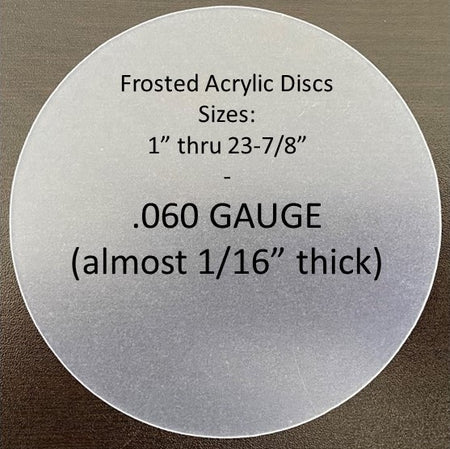 Frosted Acrylic Discs
Sizes:
1” thru 23-7/8”
-
.060 GAUGE
(almost 1/16” thick)